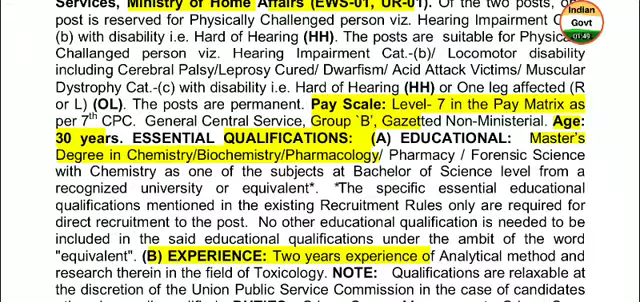 Services, Ministry of Home Affairs (EWS-01, UR-01). Of the two posts, one
post is reserved for Physically Challenged person viz. Hearing Impairment
(b) with disability i.e. Hard of Hearing (HH). The posts are suitable for
Challanged person viz. Hearing Impairment Cat.-(b)/ Locomotor disability
including Cerebral Palsy/Leprosy Cured/ Dwarfism/ Acid Attack Victims/ Muscular
Dystrophy Cat.-(c) with disability i.e. Hard of Hearing (HH) or One leg affected (R
or L) (OL). The posts are permanent. Pay Scale: Level- 7 in the Pay Matrix as
per 7th CPC. General Central Service, Group `B', Gazetted Non-Ministerial. Age:
30 years. ESSENTIAL QUALIFICATIONS: (A) EDUCATIONAL: Master's
Degree in Chemistry/Biochemistry/Pharmacology/ Pharmacy / Forensic Science
with Chemistry as one of the subjects at Bachelor of Science level from a
recognized university or equivalent*. *The specific essential educational
qualifications mentioned in the existing Recruitment Rules only are required for
direct recruitment to the post. No other educational qualification is needed to be
included in the said educational qualifications under the ambit of the word
"equivalent". (B) EXPERIENCE: Two years experience of Analytical method and
research therein in the field of Toxicology. NOTE: Qualifications are relaxable at
the discretion of the Union Public Service Commission in the case of candidates
Indian
Govt
01:49